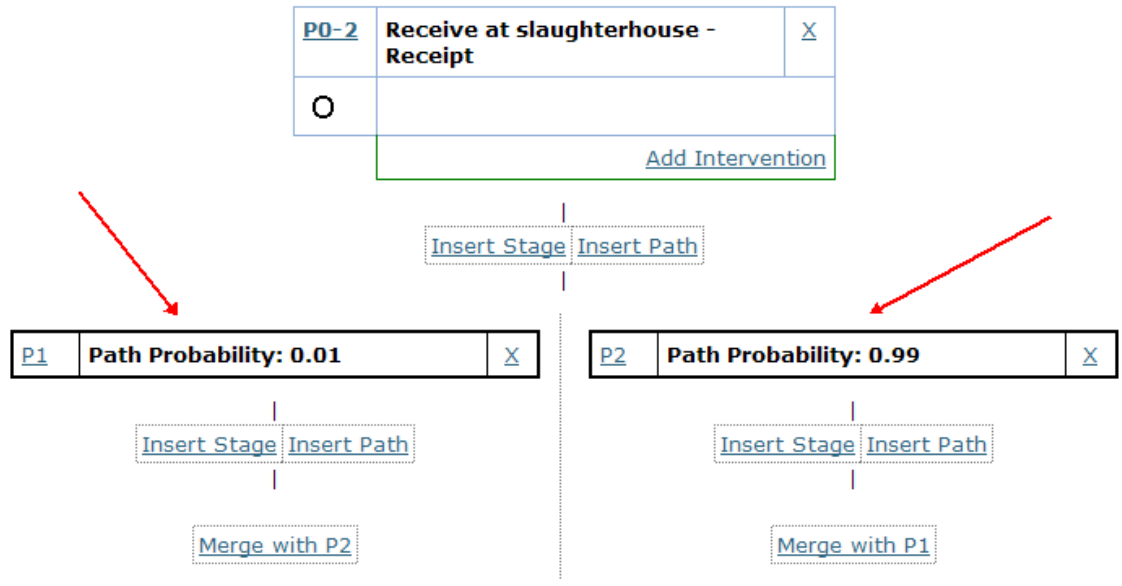 P0-2 Receive at slaughterhouse - X
Receipt
O
Add Intervention
|
Insert Stage Insert Path
|
P1 Path Probability: 0.01 X
P2 Path Probability: 0.99 X
|
Insert Stage Insert Path
|
Merge with P2
|
Insert Stage Insert Path
|
Merge with P1